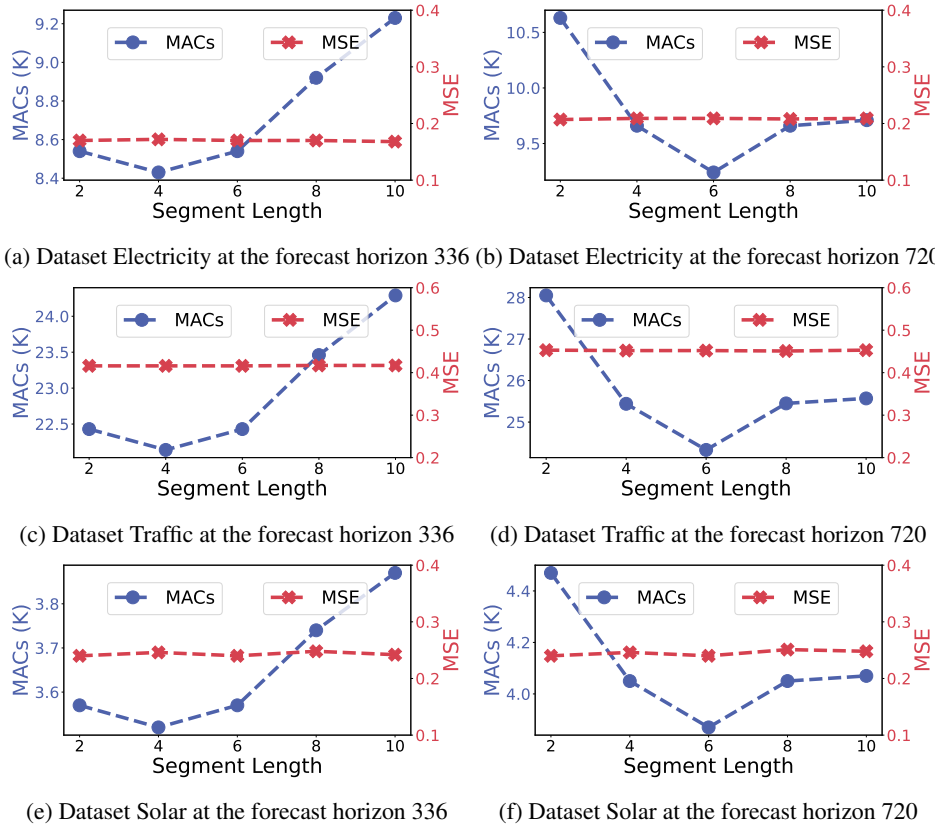 9.2
9.0
8.8
8.6
8.4
MACs (K)
MACs
MSE
0.4
0.3
0.2
0.1
MSE
2 4 6 8 10
Segment Length
10.5
10.0
9.5
MACs (K)
MACs
MSE
0.4
0.3
0.2
0.1
MSE
2 4 6 8 10
Segment Length
(a) Dataset Electricity at the forecast horizon 336
(b) Dataset Electricity at the forecast horizon 720
24.0
23.5
23.0
22.5
MACs (K)
MACs
MSE
0.6
0.5
0.4
0.3
0.2
MSE
2 4 6 8 10
Segment Length
28
27
26
25
MACs (K)
MACs
MSE
0.6
0.5
0.4
0.3
0.2
MSE
2 4 6 8 10
Segment Length
(c) Dataset Traffic at the forecast horizon 336
(d) Dataset Traffic at the forecast horizon 720
3.8
3.7
3.6
MACs (K)
MACs
MSE
0.4
0.3
0.2
0.1
MSE
2 4 6 8 10
Segment Length
4.4
4.2
4.0
MACs (K)
MACs
MSE
0.4
0.3
0.2
0.1
MSE
2 4 6 8 10
Segment Length
(e) Dataset Solar at the forecast horizon 336
(f) Dataset Solar at the forecast horizon 720